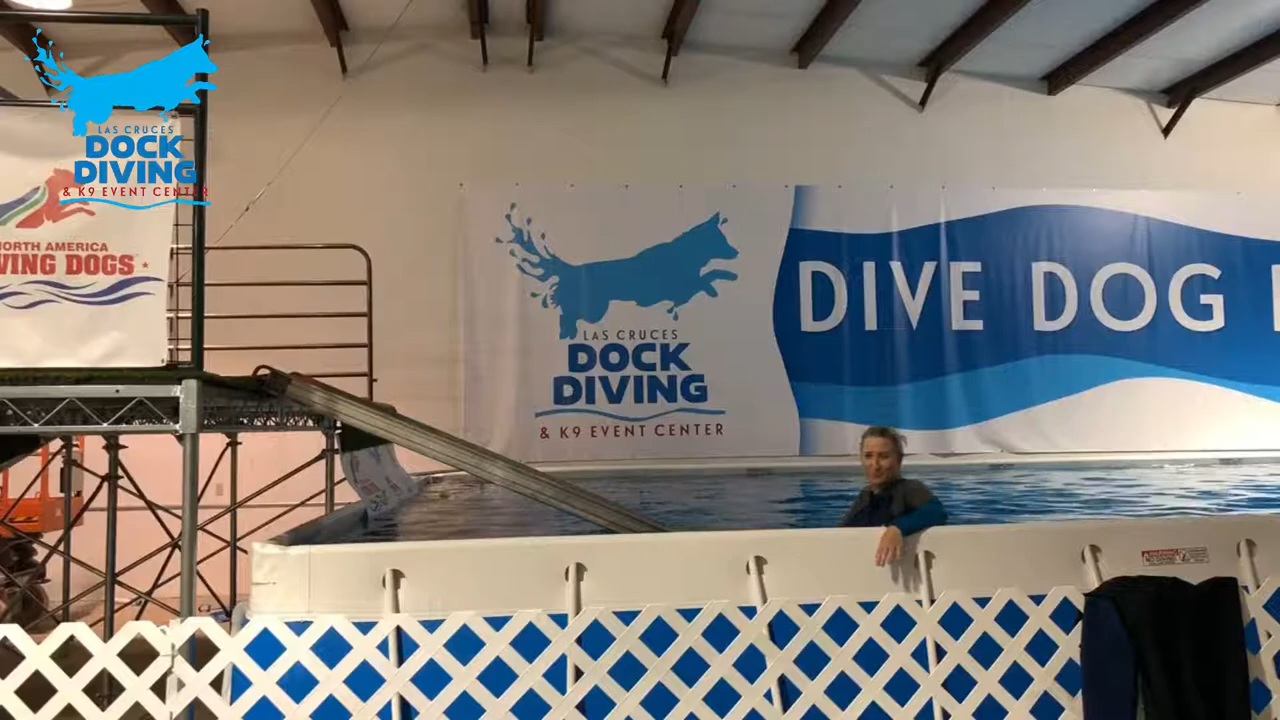 LAS CRUCES
DOCK
DIVING
& K9 EVENT CENTER
NORTH AMERICA
DIVING DOGS
LAS CRUCES
DOCK
DIVING
& K9 EVENT CENTER
DIVE DOG